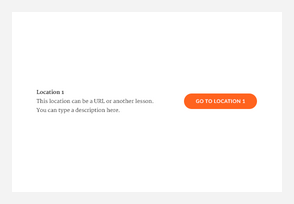 Location 1
This location can be a URL or another lesson.
You can type a description here.
GO TO LOCATION 1